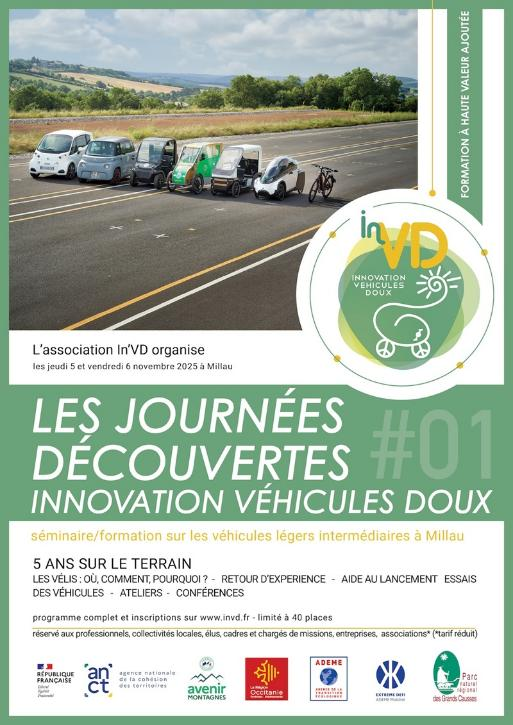 FORMATION À HAUTE VALEUR AJOUTÉE
in
VD
INNOVATION
VEHICULES
DOUX
L'association In'VD organise
les jeudi 5 et vendredi 6 novembre 2025 à Millau
LES JOURNÉES
DÉCOUVERTES #01
INNOVATION VÉHICULES DOUX
séminaire/formation sur les véhicules légers intermédiaires à Millau
5 ANS SUR LE TERRAIN
LES VÉLIS : OÙ, COMMENT, POURQUOI ? - RETOUR D'EXPERIENCE - AIDE AU LANCEMENT ESSAIS
DES VÉHICULES - ATELIERS - CONFÉRENCES
programme complet et inscriptions sur www.invd.fr - limité à 40 places
réservé aux professionnels, collectivités locales, élus, cadres et chargés de missions, entreprises, associations* (*tarif réduit)
RÉPUBLIQUE
FRANÇAISE
Liberté
Égalité
Fraternité
anct
agence nationale
de la cohésion
des territoires
avenir
MONTAGNES
La Région
Occitanie
ADEME
AGENCE DE LA
TRANSITION
ÉCOLOGIQUE
EXTREME DEFI
ADEME
Parc
naturel
régional
des Grands Causses